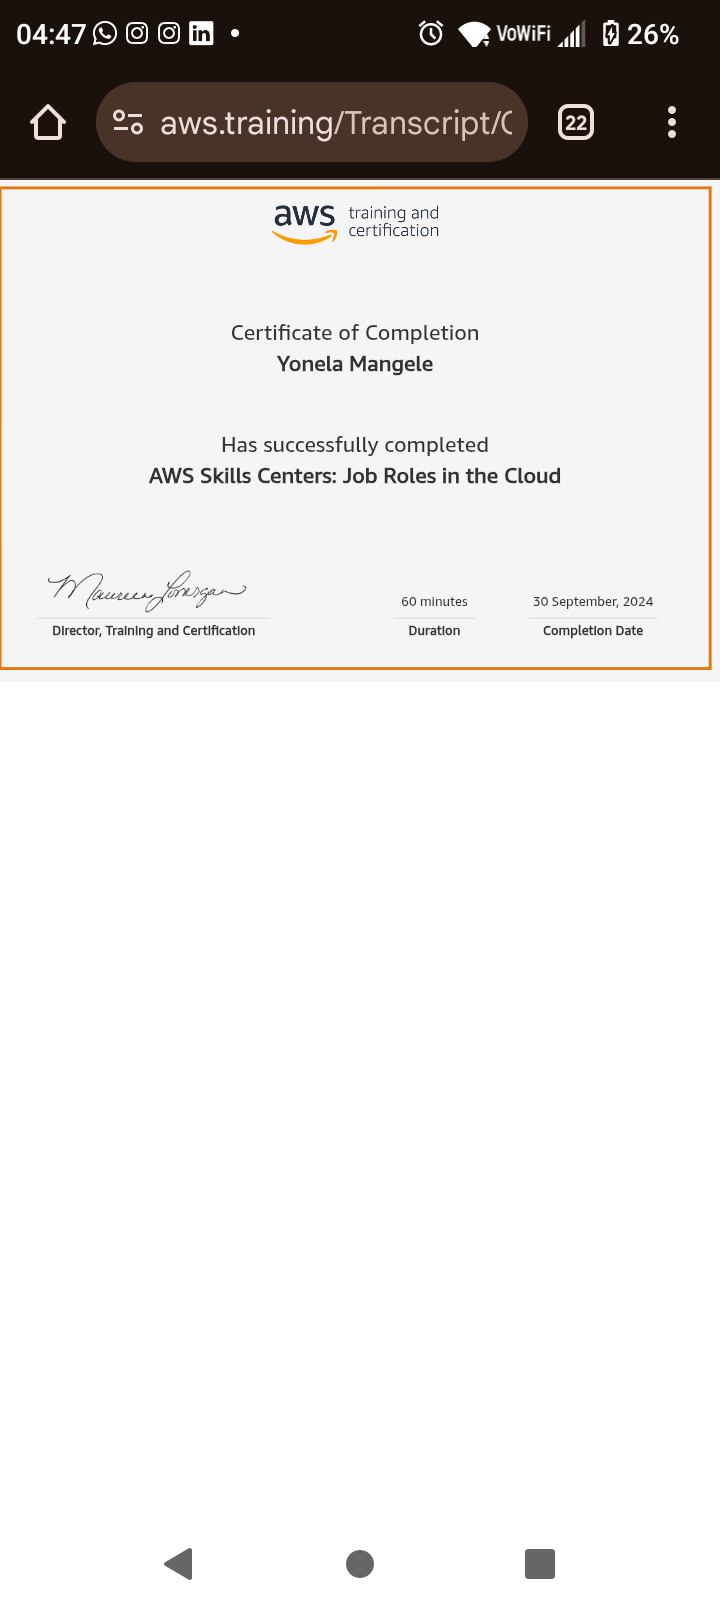 04:47
VoWiFi
26%
aws.training/Transcript/C
22
aws training and
certification
Certificate of Completion
Yonela Mangele
Has successfully completed
AWS Skills Centers: Job Roles in the Cloud
Maureen Lonergan
60 minutes
30 September, 2024
Director, Training and Certification
Duration
Completion Date